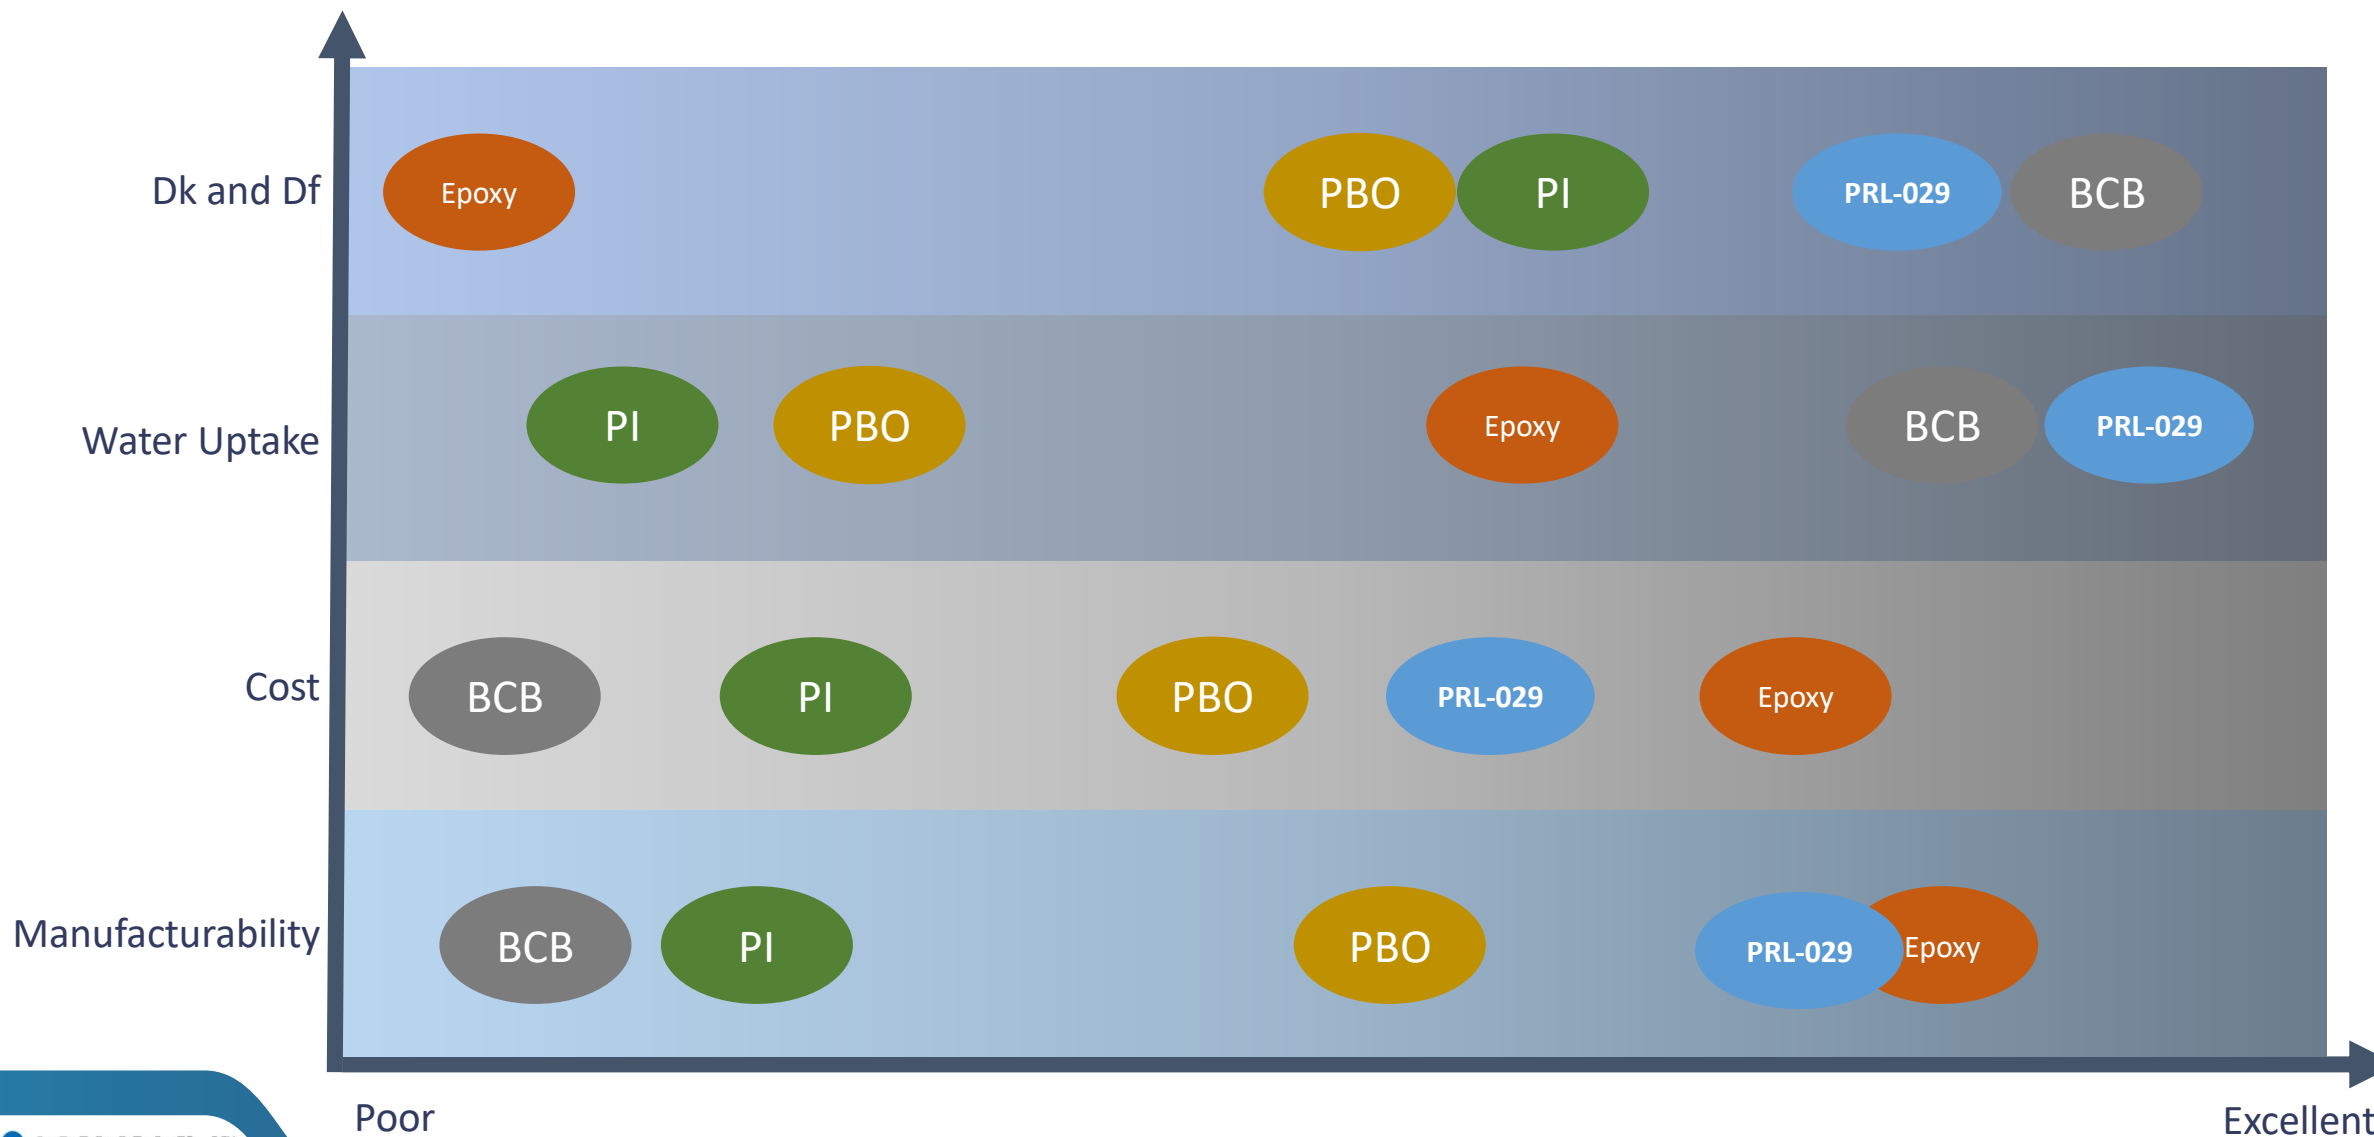 Dk and Df
Epoxy PBO PI PRL-029 BCB
Water Uptake
PI PBO Epoxy BCB PRL-029
Cost
BCB PI PBO PRL-029 Epoxy
Manufacturability
BCB PI PBO PRL-029 Epoxy
Poor
Excellent